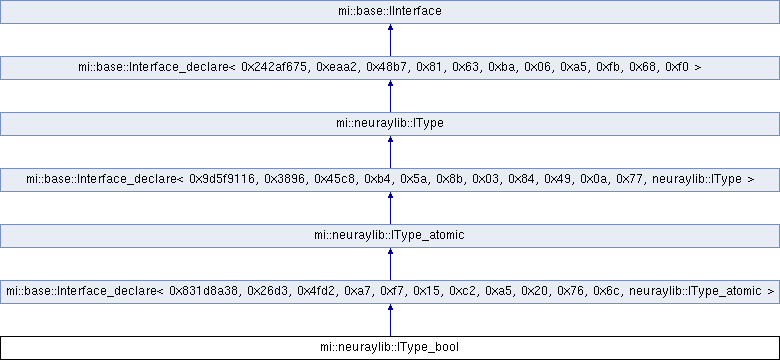 mi::base::IInterface
mi::base::Interface_declare< 0x242af675, 0xeaa2, 0x48b7, 0x81, 0x63, 0xba, 0x06, 0xa5, 0xfb, 0x68, 0xf0 >
mi::neuraylib::IType
mi::base::Interface_declare< 0x9d5f9116, 0x3896, 0x45c8, 0xb4, 0x5a, 0x8b, 0x03, 0x84, 0x49, 0x0a, 0x77, neuraylib::IType >
mi::neuraylib::IType_atomic
mi::base::Interface_declare< 0x831d8a38, 0x26d3, 0x4fd2, 0xa7, 0xf7, 0x15, 0xc2, 0xa5, 0x20, 0x76, 0x6c, neuraylib::IType_atomic >
mi::neuraylib::IType_bool